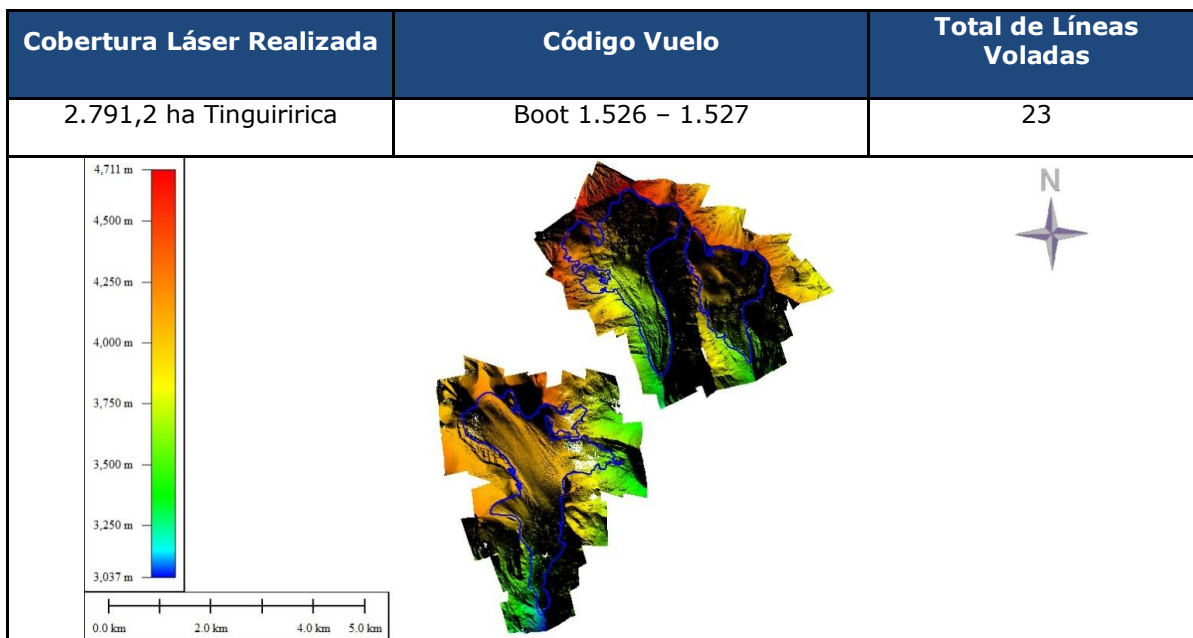 Cobertura Láser Realizada
Código Vuelo
Total de Líneas
Voladas
2.791,2 ha Tinguiririca
Boot 1.526 – 1.527
23
4,711 m
4,500 m
4,250 m
4,000 m
3,750 m
3,500 m
3,250 m
3,037 m
N
0.0 km 2.0 km 4.0 km 5.0 km